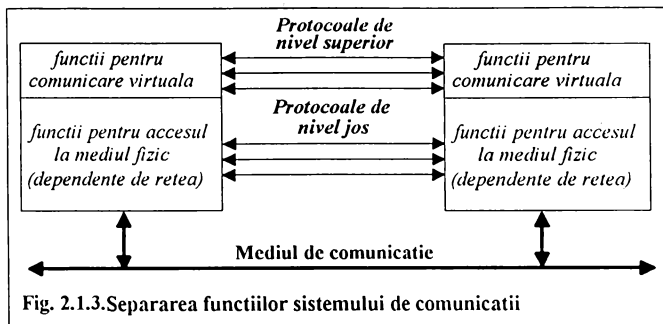 Protocoale de
nivel superior
functii pentru
comunicare virtuala
functii pentru
comunicare virtuala
Protocoale de
nivel jos
functii pentru accesul
la mediul fizic
(dependente de retea)
functii pentru accesul
la mediul fizic
(dependente de retea)
Mediul de comunicatie
Fig. 2.1.3.Separarea functiilor sistemului de comunicatii